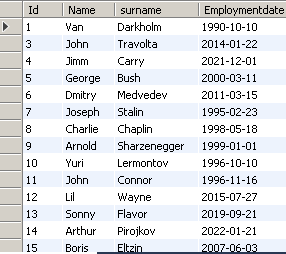 Id Name surname Employmentdate
1 Van Darkholm 1990-10-10
3 John Travolta 2014-01-22
4 Jimm Carry 2021-12-01
5 George Bush 2000-03-11
6 Dmitry Medvedev 2011-03-15
7 Joseph Stalin 1995-02-23
8 Charlie Chaplin 1998-05-18
9 Arnold Sharzenegger 1999-01-01
10 Yuri Lermontov 1996-10-10
11 John Connor 1996-11-16
12 Lil Wayne 2015-07-27
13 Sonny Flavor 2019-09-21
14 Arthur Pirojkov 2022-01-21
15 Boris Eltzin 2007-06-03